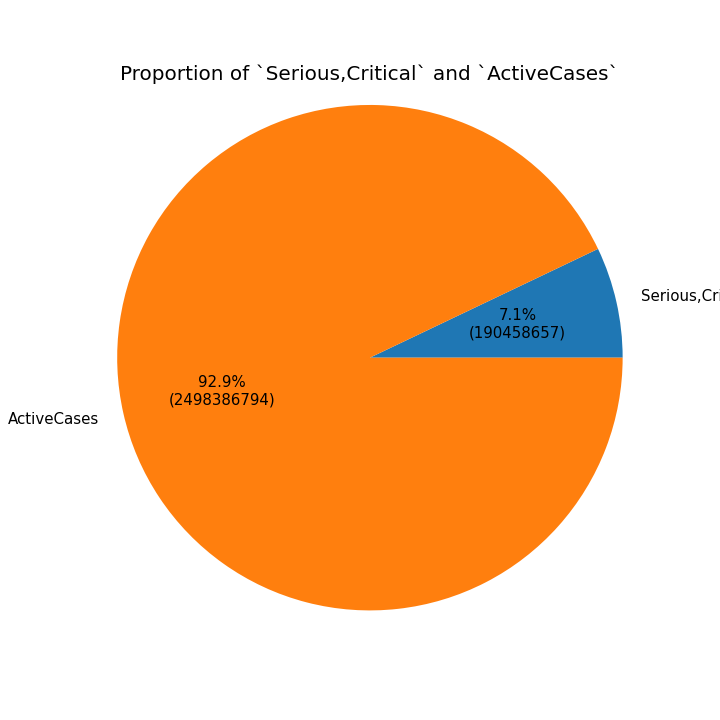 Proportion of `Serious,Critical` and `ActiveCases`
Serious,Cri
7.1%
(190458657)
92.9%
(2498386794)
ActiveCases